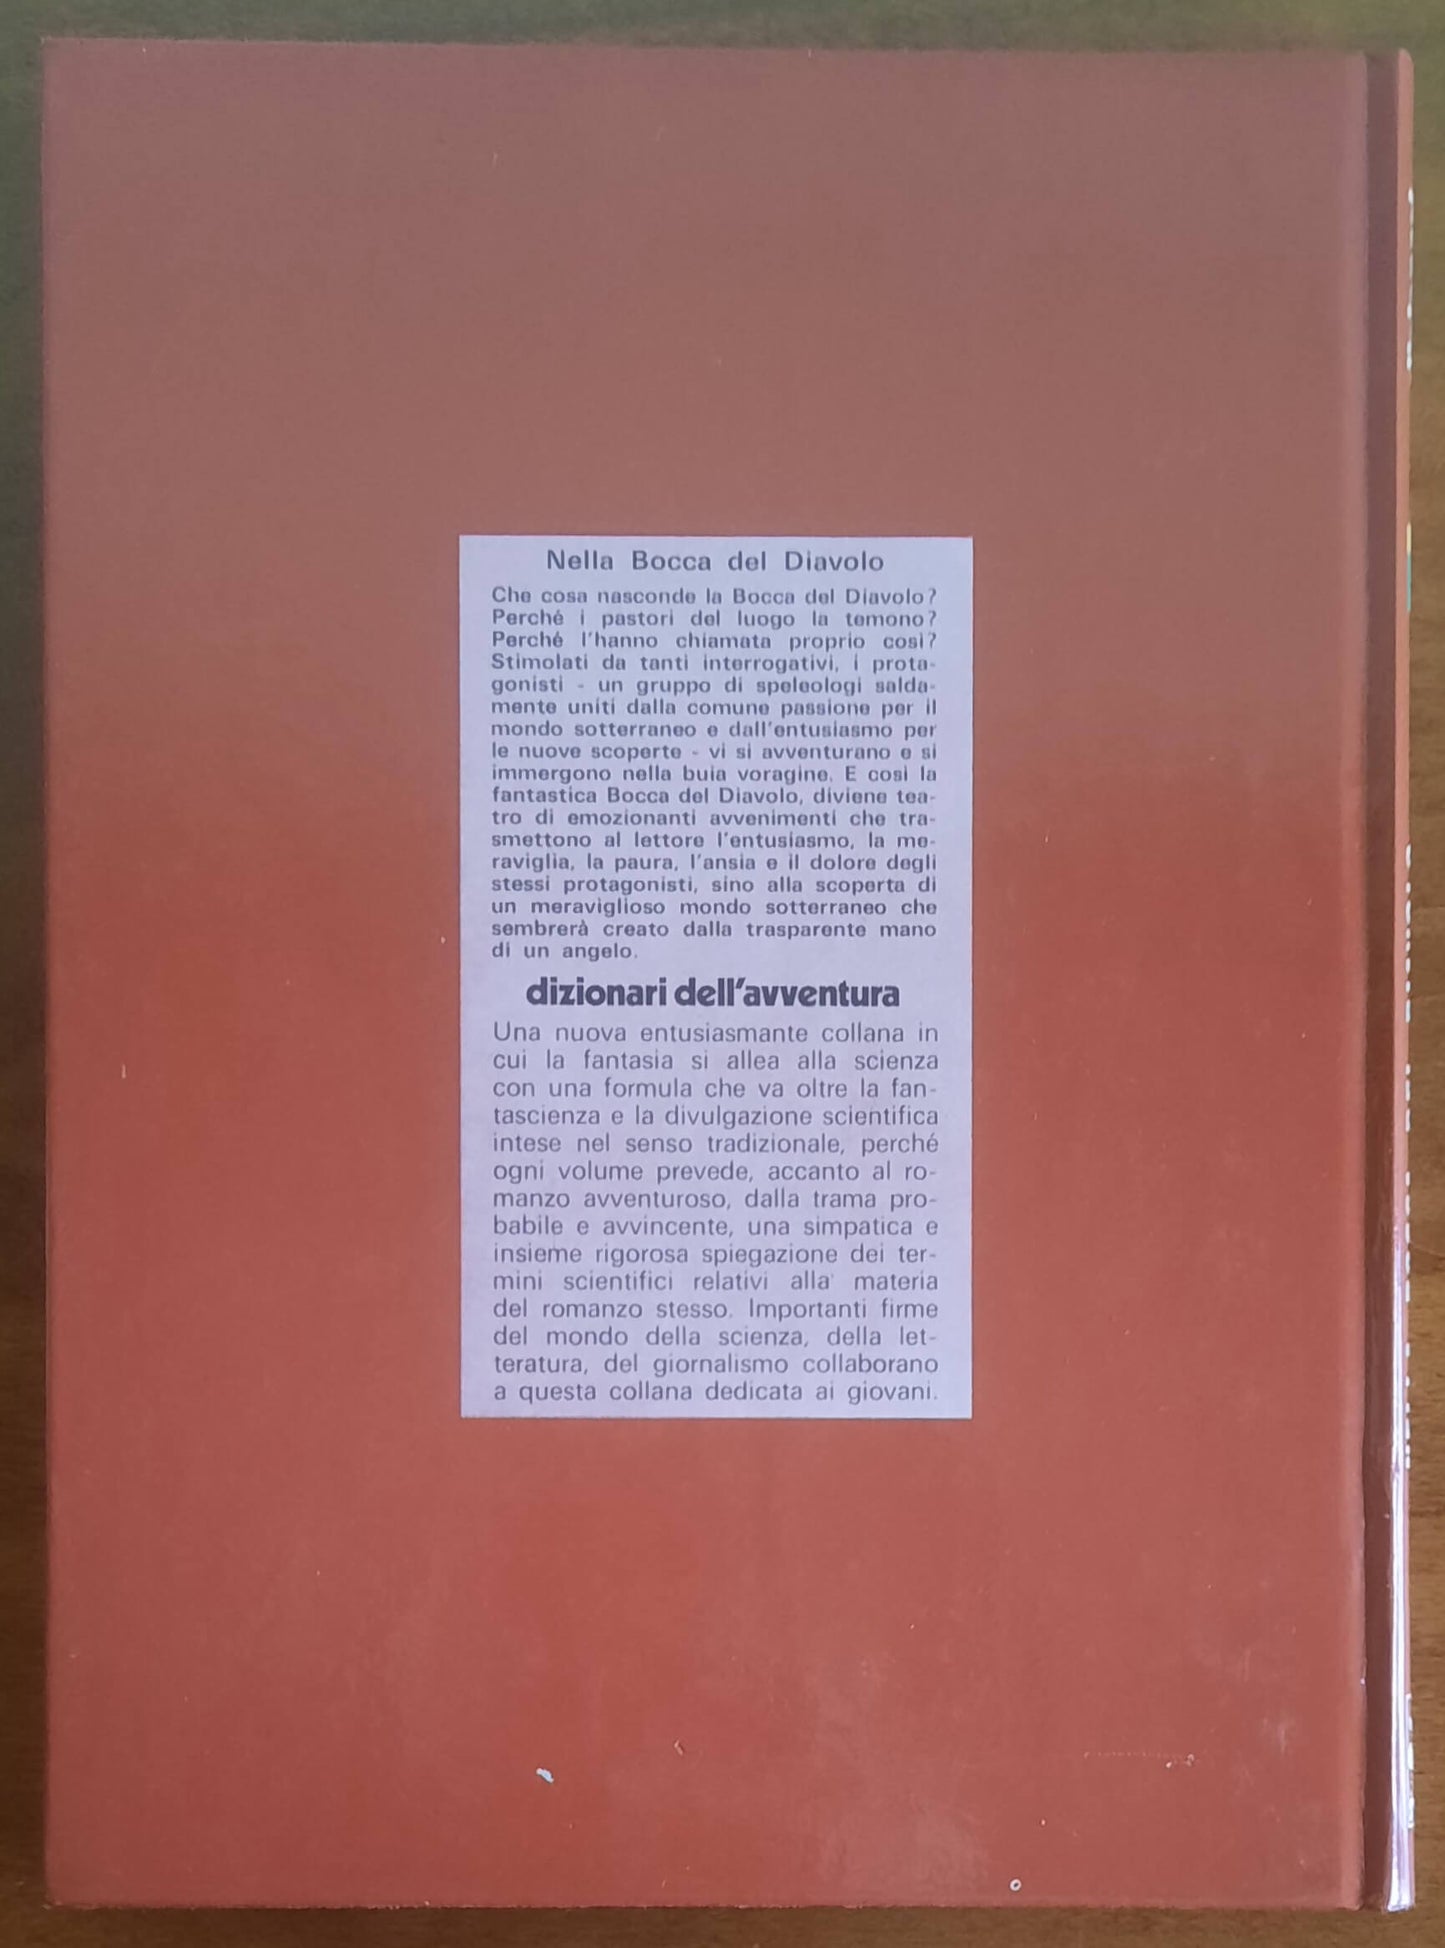 Nella Bocca del Diavolo
Che cosa nasconde la Bocca del Diavolo?
Perché i pastori del luogo la temono?
Perché l'hanno chiamata proprio così?
Stimolati da tanti interrogativi, i prota-
gonisti - un gruppo di speleologi salda-
mente uniti dalla comune passione per il
mondo sotterraneo e dall'entusiasmo per
le nuove scoperte - vi si avventurano e si
immergono nella buia voragine. E così la
fantastica Bocca del Diavolo, diviene tea-
tro di emozionanti avvenimenti che tra-
smettono al lettore l'entusiasmo, la me-
raviglia, la paura, l'ansia e il dolore degli
stessi protagonisti, sino alla scoperta di
un meraviglioso mondo sotterraneo che
sembrerà creato dalla trasparente mano
di un angelo.
dizionari dell'avventura
Una nuova entusiasmante collana in
cui la fantasia si allea alla scienza
con una formula che va oltre la fan-
tascienza e la divulgazione scientifica
intese nel senso tradizionale, perché
ogni volume prevede, accanto al ro-
manzo avventuroso, dalla trama pro-
babile e avvincente, una simpatica e
insieme rigorosa spiegazione dei ter-
mini scientifici relativi alla materia
del romanzo stesso. Importanti firme
del mondo della scienza, della let-
teratura, del giornalismo collaborano
a questa collana dedicata ai giovani.